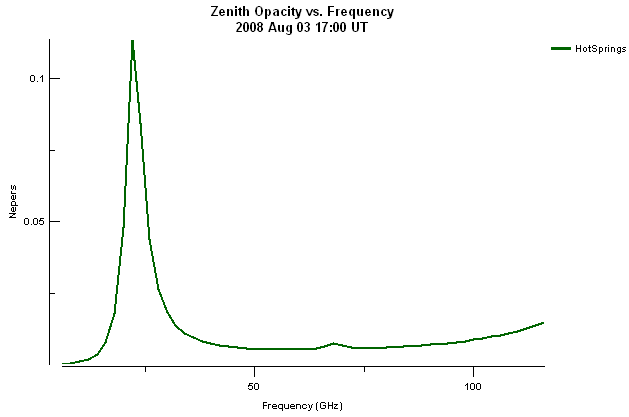 Zenith Opacity vs. Frequency
2008 Aug 03 17:00 UT
HotSprings
0.1
Nepers
0.05
50
100
Frequency (GHz)